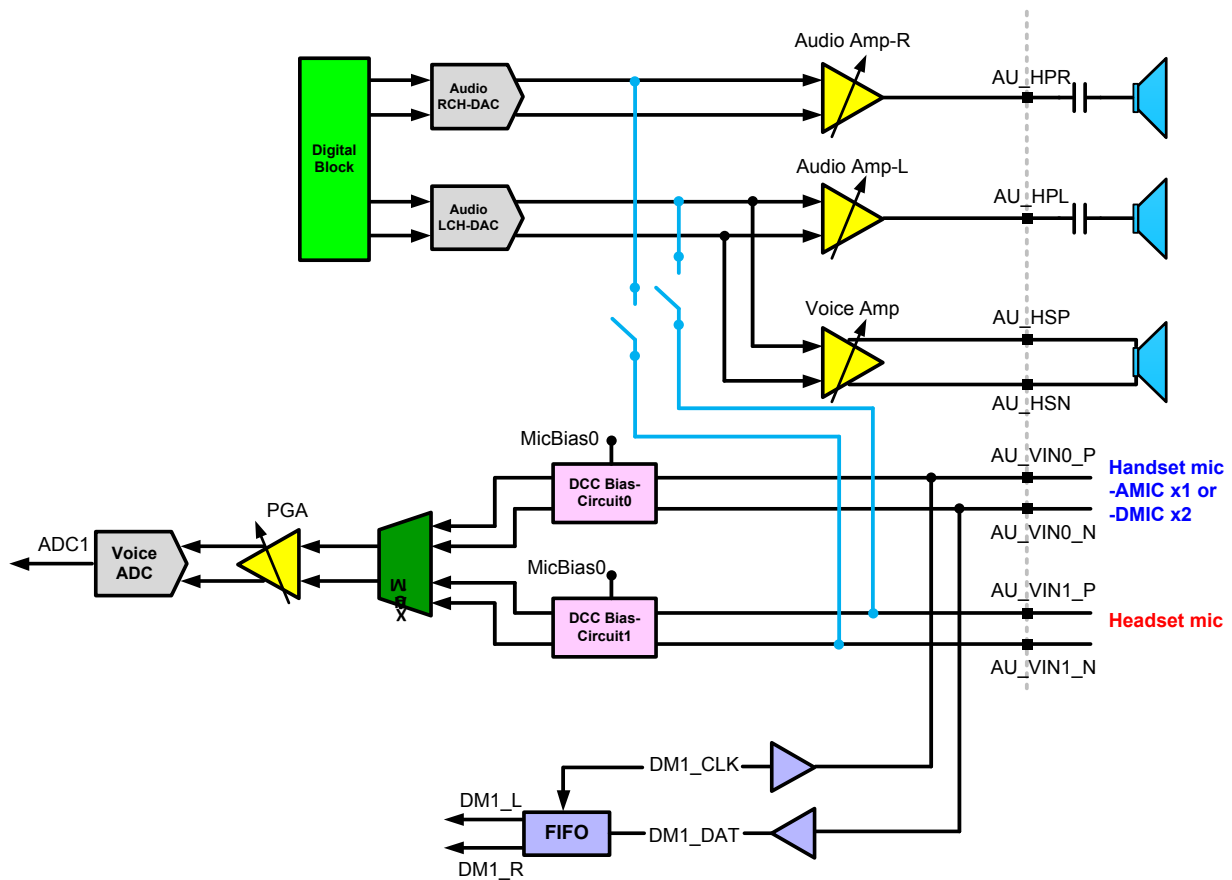 Audio Amp-R
AU_HPR
Audio
RCH-DAC
Digital
Block
Audio Amp-L
AU_HPL
Audio
LCH-DAC
Voice Amp
AU_HSP
AU_HSN
MicBias0
AU_VIN0_P
DCC Bias-
Circuit0
Handset mic
-AMIC x1 or
-DMIC x2
AU_VIN0_N
PGA
ADC1
Voice
ADC
Mux
MicBias0
AU_VIN1_P
DCC Bias-
Circuit1
Headset mic
AU_VIN1_N
DM1_CLK
DM1_L
FIFO
DM1_DAT
DM1_R